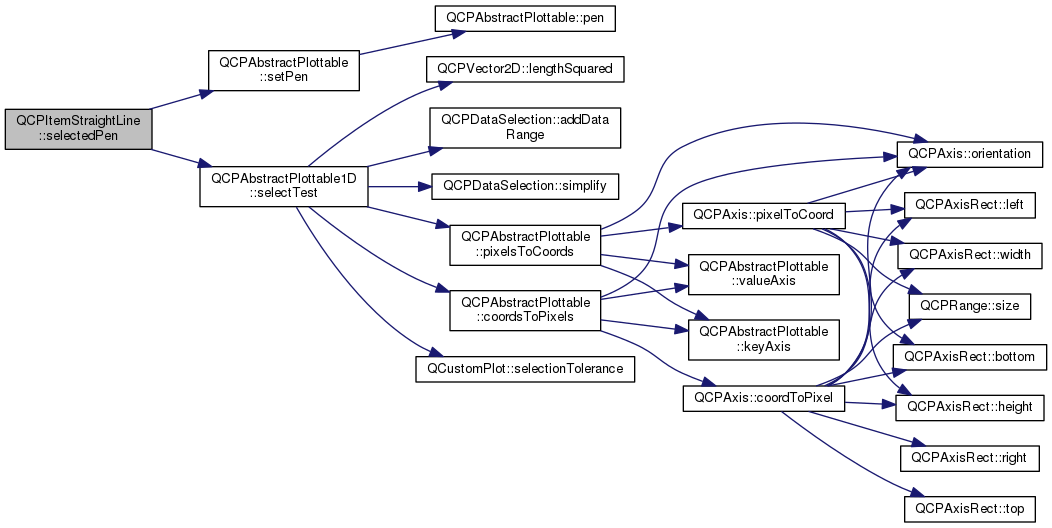 QCPItemStraightLine
::selectedPen
QCPAbstractPlottable
::setPen
QCPAbstractPlottable1D
::selectTest
QCPAbstractPlottable::pen
QCPVector2D::lengthSquared
QCPDataSelection::addData
Range
QCPDataSelection::simplify
QCPAbstractPlottable
::pixelsToCoords
QCPAbstractPlottable
::coordsToPixels
QCustomPlot::selectionTolerance
QCPAxis::pixelToCoord
QCPAbstractPlottable
::valueAxis
QCPAbstractPlottable
::keyAxis
QCPAxis::coordToPixel
QCPAxis::orientation
QCPAxisRect::left
QCPAxisRect::width
QCPRange::size
QCPAxisRect::bottom
QCPAxisRect::height
QCPAxisRect::right
QCPAxisRect::top